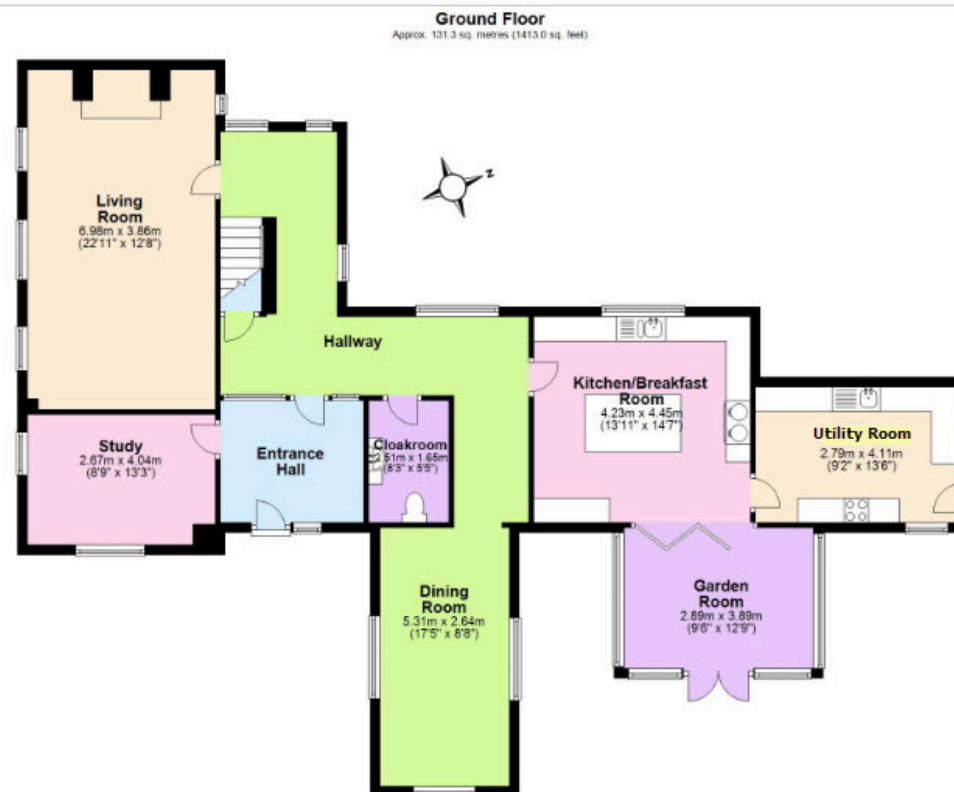 Ground Floor
Approx. 131.3 sq. metres (1413.0 sq. feet)
Living
Room
6.98m x 3.86m
(22'11" x 12'8")
Z
Hallway
Kitchen/Breakfast
Room
4.23m x 4.45m
(13'11" x 14'7")
Utility Room
2.79m x 4.11m
(9'2" x 13'6")
Study
2.67m x 4.04m
(8'9" x 13'3")
Entrance
Hall
Cloakroom
.51m x 1.65m
(8'3" x 5'5")
Dining
Room
5.31m x 2.64m
(17'5" x 8'8")
Garden
Room
2.89m x 3.89m
(9'6" x 12'9")